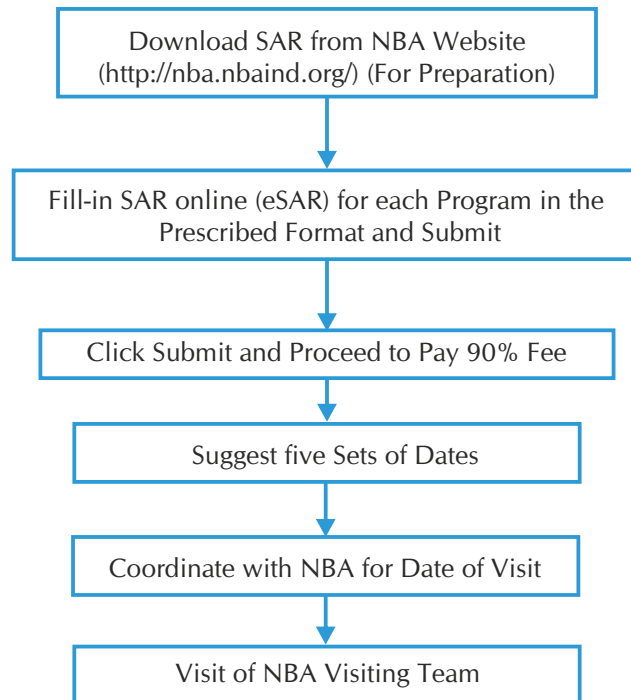 Download SAR from NBA Website
(http://nba.nbaind.org/) (For Preparation)
Fill-in SAR online (eSAR) for each Program in the
Prescribed Format and Submit
Click Submit and Proceed to Pay 90% Fee
Suggest five Sets of Dates
Coordinate with NBA for Date of Visit
Visit of NBA Visiting Team